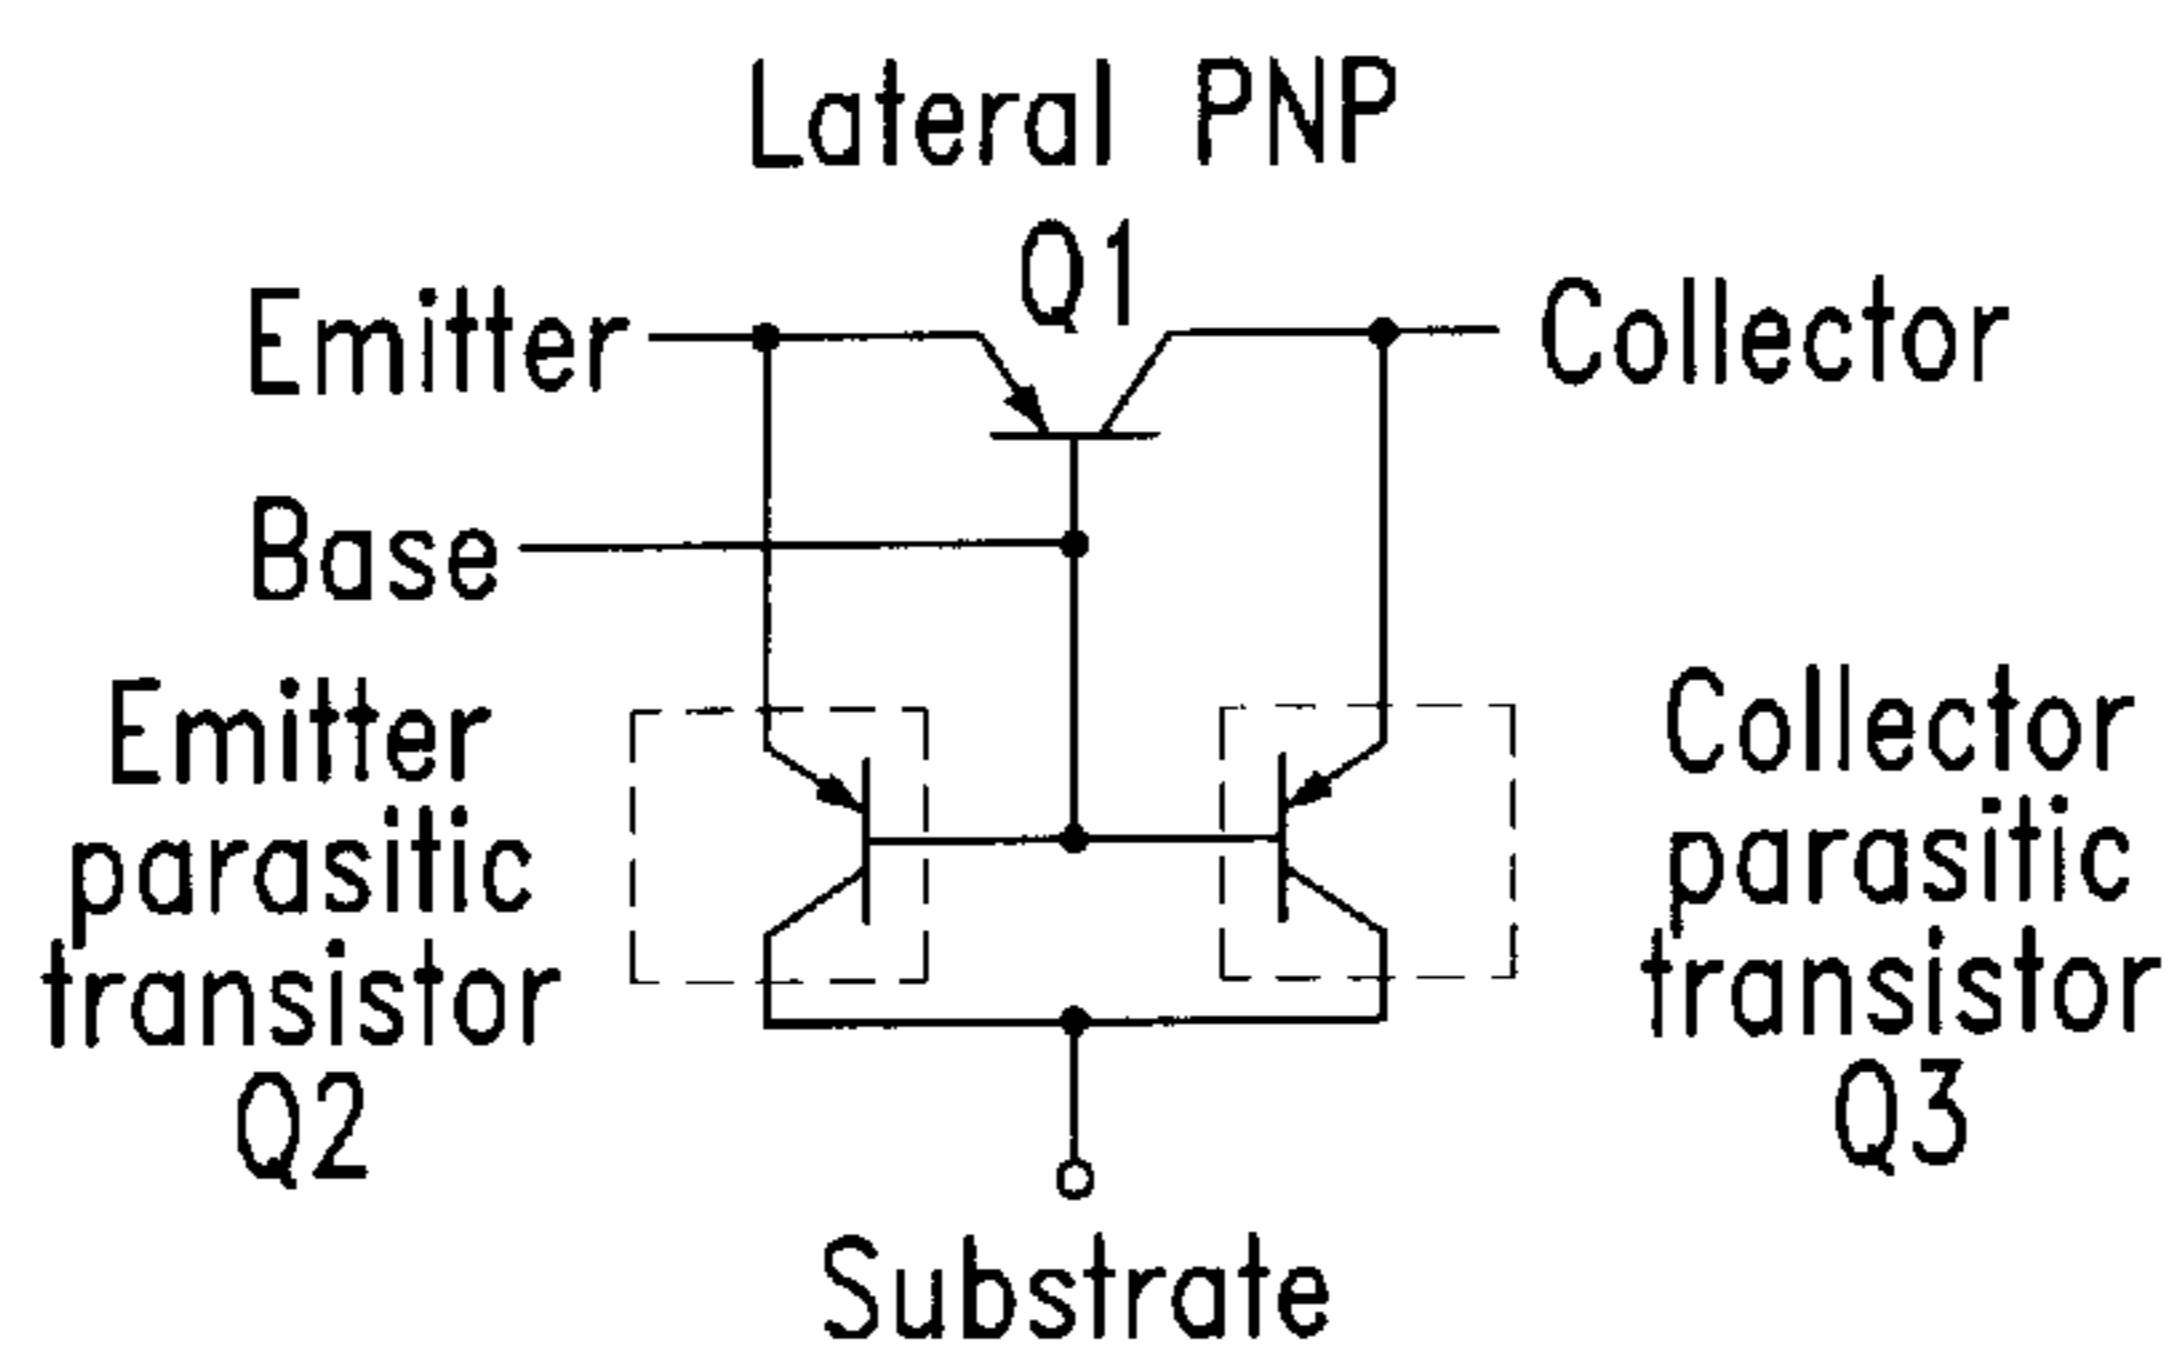 Lateral PNP
Q1
Emitter
Collector
Base
Emitter
parasitic
transistor
Q2
Collector
parasitic
transistor
Q3
Substrate